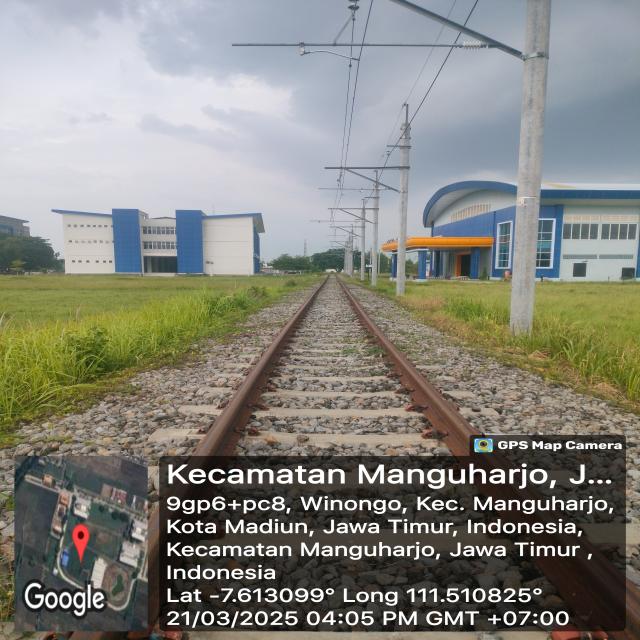 GPS Map Camera
Kecamatan Manguharjo, J...
9gp6+pc8, Winongo, Kec. Manguharjo,
Kota Madiun, Jawa Timur, Indonesia,
Kecamatan Manguharjo, Jawa Timur ,
Indonesia
Lat -7.613099° Long 111.510825°
21/03/2025 04:05 PM GMT +07:00
Google